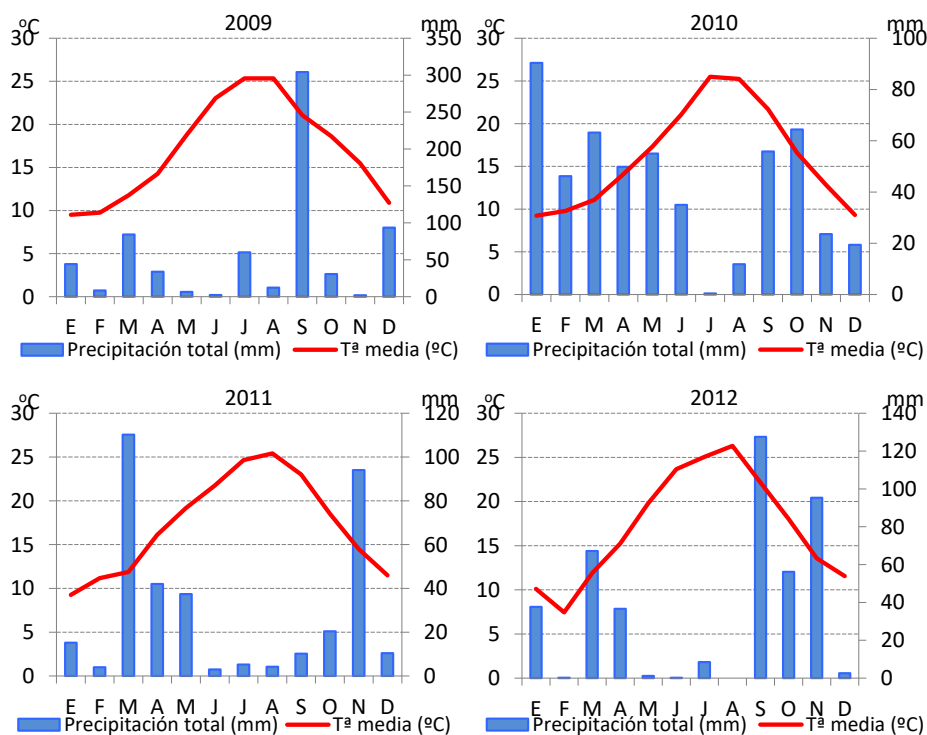 ºC 2009 mm
30 350
25 300
20 250
200
15 150
10 100
5 50
0 0
E F M A M J J A S O N D
Precipitación total (mm) Tª media (ºC)
ºC 2010 mm
30 100
25 80
20 60
15
10 40
5 20
0 0
E F M A M J J A S O N D
Precipitación total (mm) Tª media (ºC)
ºC 2011 mm
30 120
25 100
20 80
15 60
10 40
5 20
0 0
E F M A M J J A S O N D
Precipitación total (mm) Tª media (ºC)
ºC 2012 mm
30 140
25 120
20 100
80
15 60
10 40
5 20
0 0
E F M A M J J A S O N D
Precipitación total (mm) Tª media (ºC)